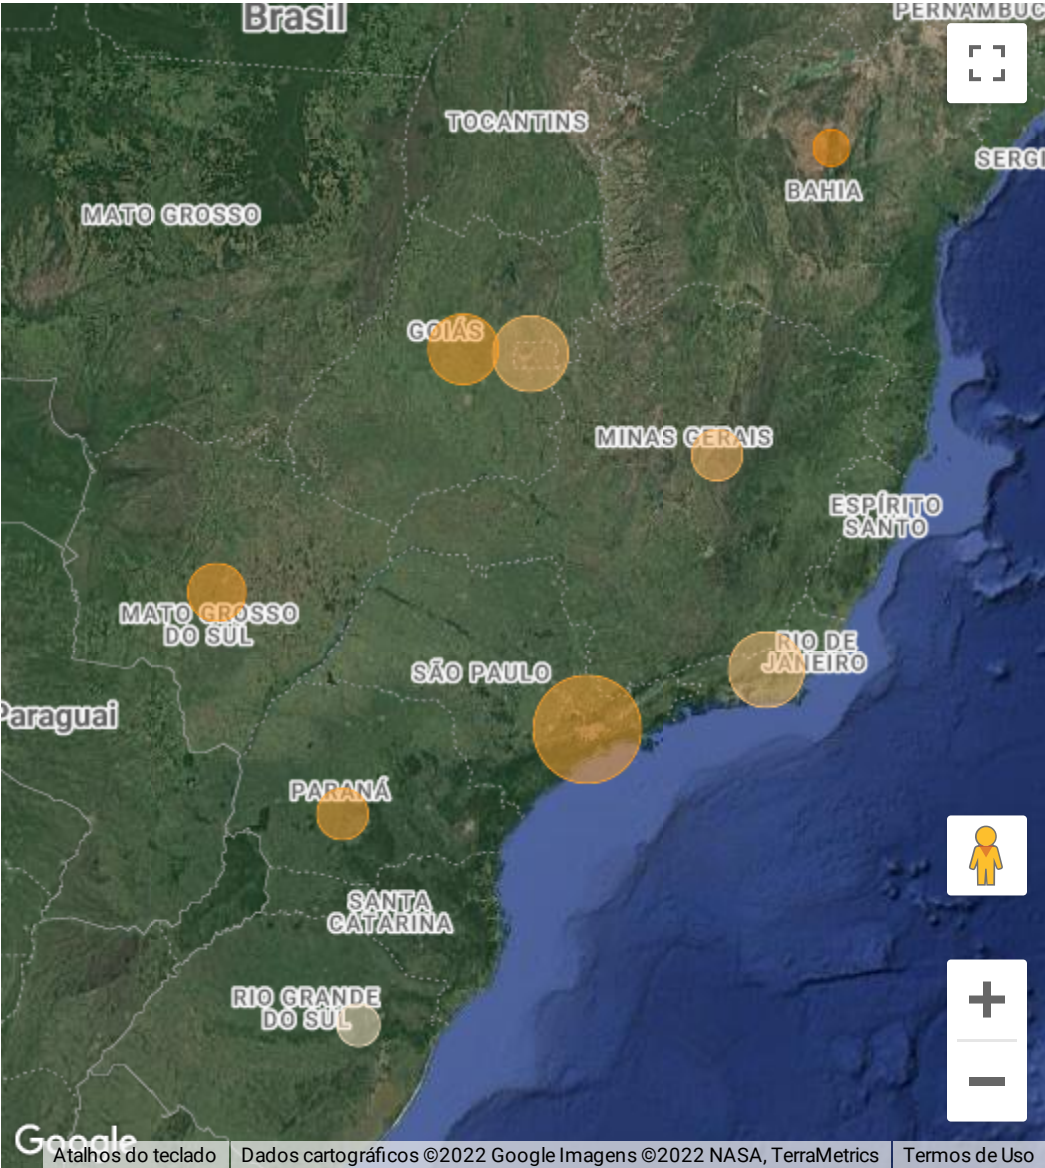 Brasil
PERNAMBUC
TOCANTINS
SERGI
BAHIA
MATO GROSSO
GOIÁS
MINAS GERAIS
ESPÍRITO
SANTO
MATO GROSSO
DO SUL
RIO DE
JANEIRO
SÃO PAULO
Paraguai
PARANÁ
SANTA
CATARINA
RIO GRANDE
DO SUL
Google
Atalhos do teclado
Dados cartográficos ©2022 Google Imagens ©2022 NASA, TerraMetrics
Termos de Uso